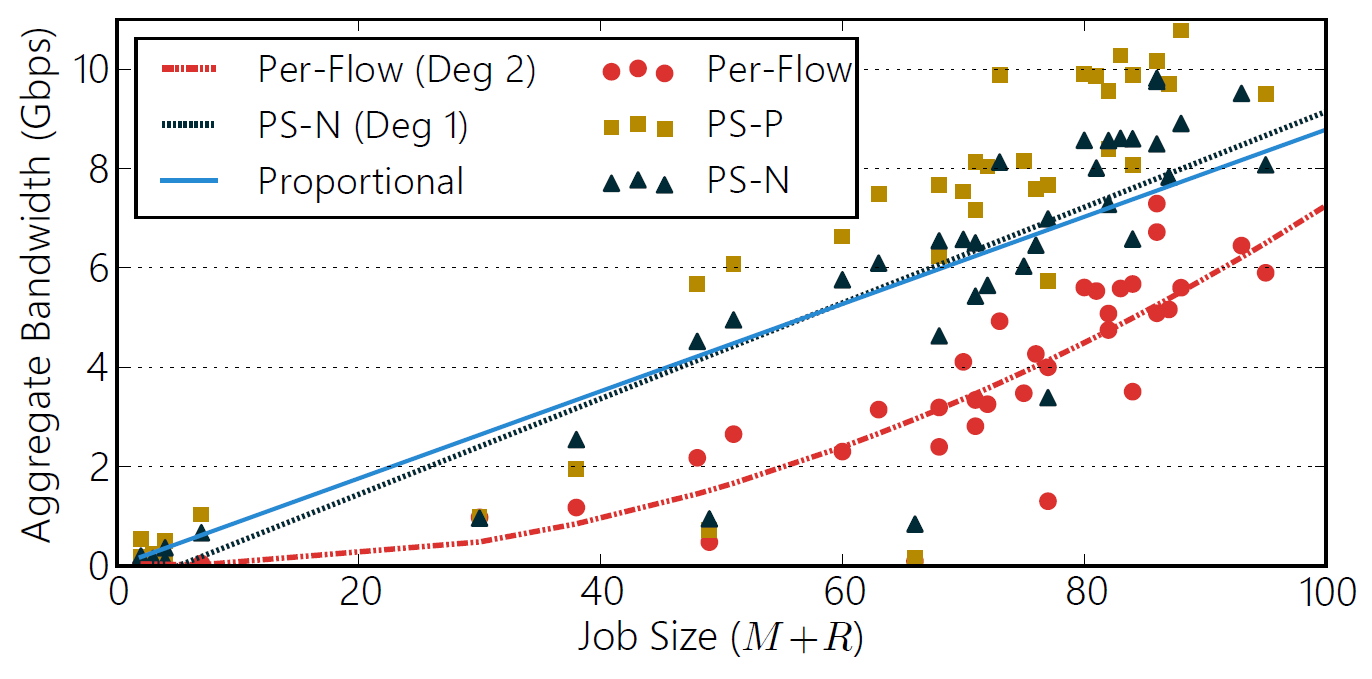 Aggregate Bandwidth (Gbps)
10
8
6
4
2
0
Per-Flow (Deg 2)
PS-N (Deg 1)
Proportional
Per-Flow
PS-P
PS-N
0 20 40 60 80 100
Job Size (M+R)